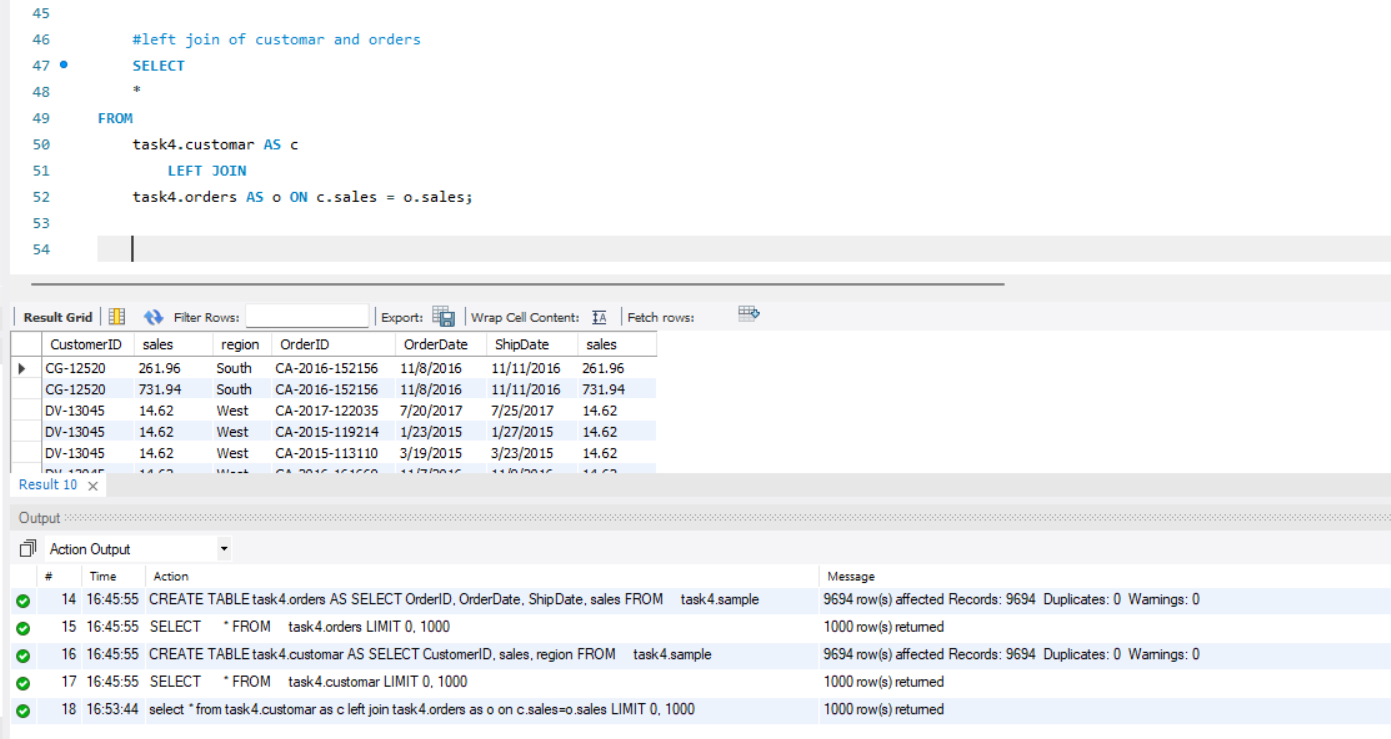 45
46 #left join of customar and orders
47 SELECT
48 *
49 FROM
50 task4.customar AS c
51 LEFT JOIN
52 task4.orders AS o ON c.sales = o.sales;
53
54
Result Grid Filter Rows: Export: Wrap Cell Content: Fetch rows:
CustomerID sales region OrderID OrderDate ShipDate sales
CG-12520 261.96 South CA-2016-152156 11/8/2016 11/11/2016 261.96
CG-12520 731.94 South CA-2016-152156 11/8/2016 11/11/2016 731.94
DV-13045 14.62 West CA-2017-122035 7/20/2017 7/25/2017 14.62
DV-13045 14.62 West CA-2015-119214 1/23/2015 1/27/2015 14.62
DV-13045 14.62 West CA-2015-113110 3/19/2015 3/23/2015 14.62
Result 10
Output
Action Output
# Time Action Message
14 16:45:55 CREATE TABLE task4.orders AS SELECT OrderID, OrderDate, ShipDate, sales FROM task4.sample 9694 row(s) affected Records: 9694 Duplicates: 0 Warnings: 0
15 16:45:55 SELECT * FROM task4.orders LIMIT 0, 1000 1000 row(s) returned
16 16:45:55 CREATE TABLE task4.customar AS SELECT CustomerID, sales, region FROM task4.sample 9694 row(s) affected Records: 9694 Duplicates: 0 Warnings: 0
17 16:45:55 SELECT * FROM task4.customar LIMIT 0, 1000 1000 row(s) returned
18 16:53:44 select * from task4.customar as c left join task4.orders as o on c.sales=o.sales LIMIT 0, 1000 1000 row(s) returned